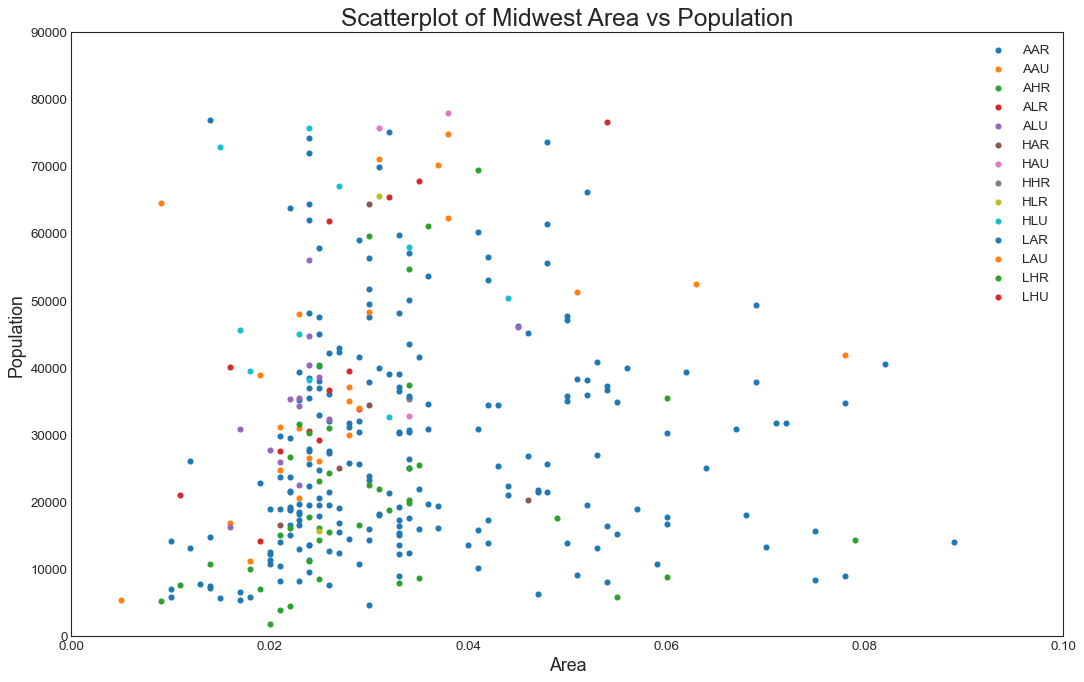 Scatterplot of Midwest Area vs Population
90000
80000
70000
60000
50000
40000
30000
20000
10000
0
Population
0.00 0.02 0.04 0.06 0.08 0.10
Area
AAR
AAU
AHR
ALR
ALU
HAR
HAU
HHR
HLR
HLU
LAR
LAU
LHR
LHU